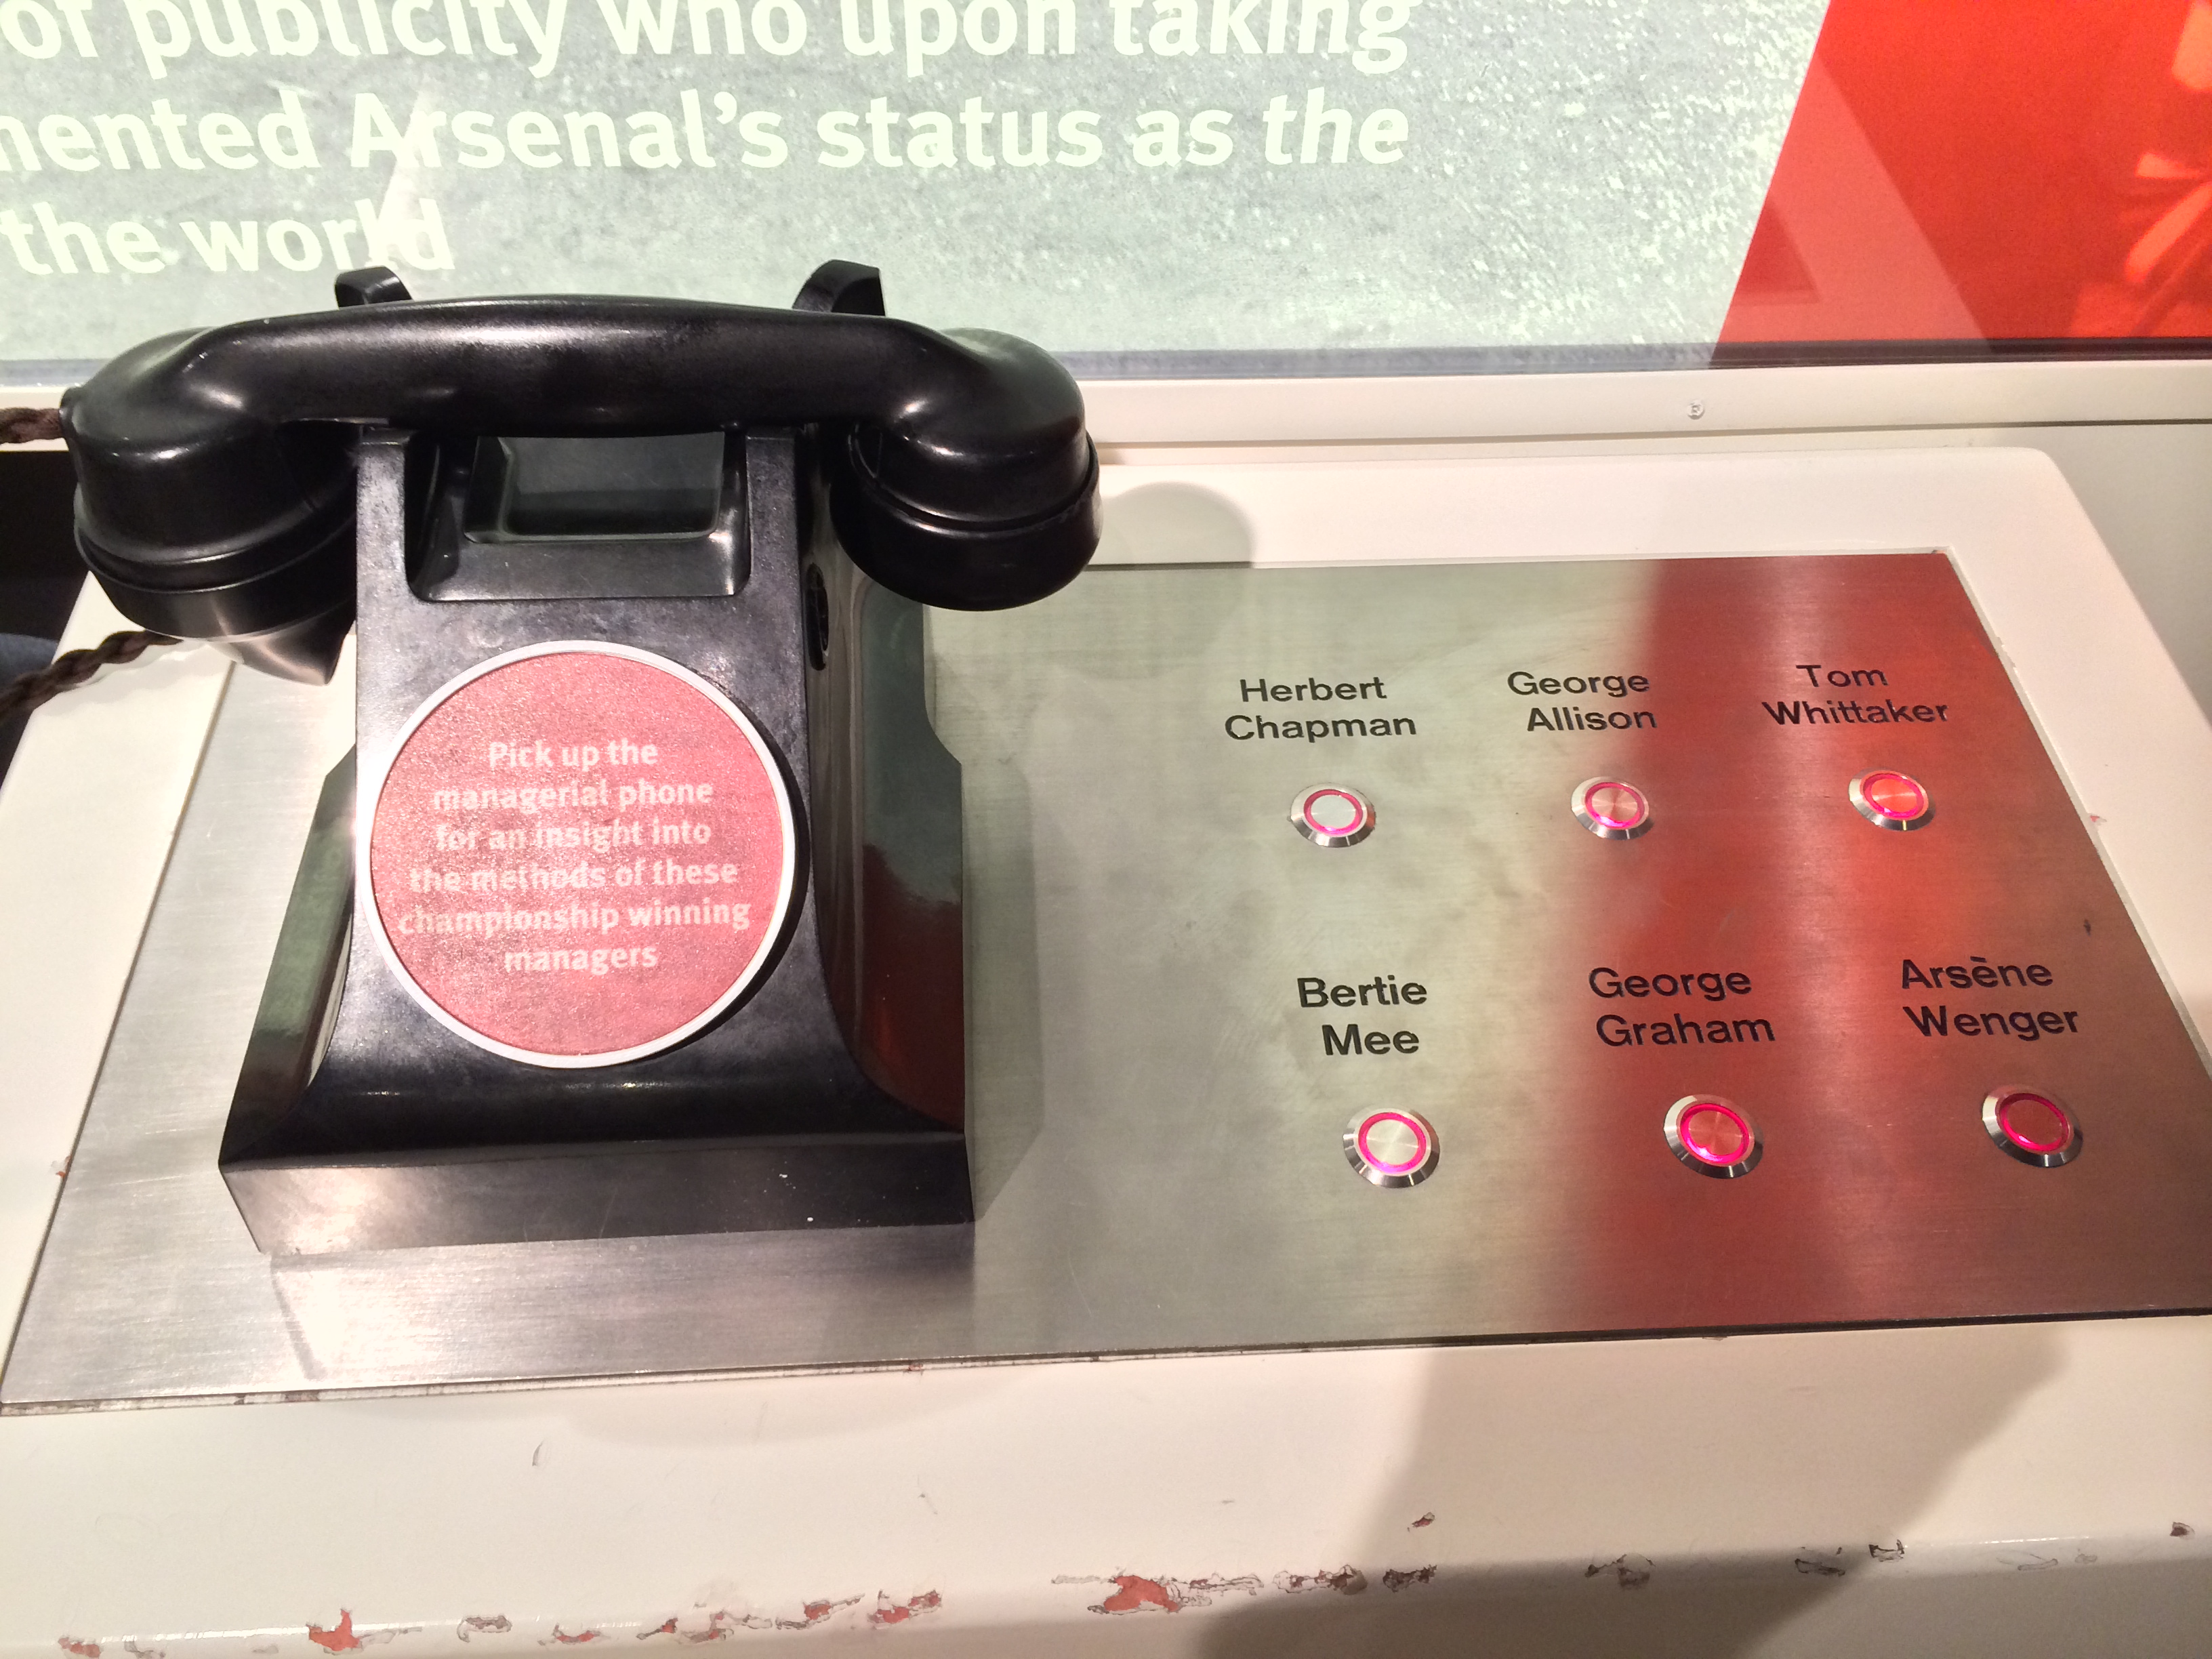 of publicity who upon taking
mented Arsenal's status as the
the world
Pick up the
managerial phone
for an insight into
the methods of these
championship winning
managers
Herbert
Chapman
George
Allison
Tom
Whittaker
Bertie
Mee
George
Graham
Arsène
Wenger